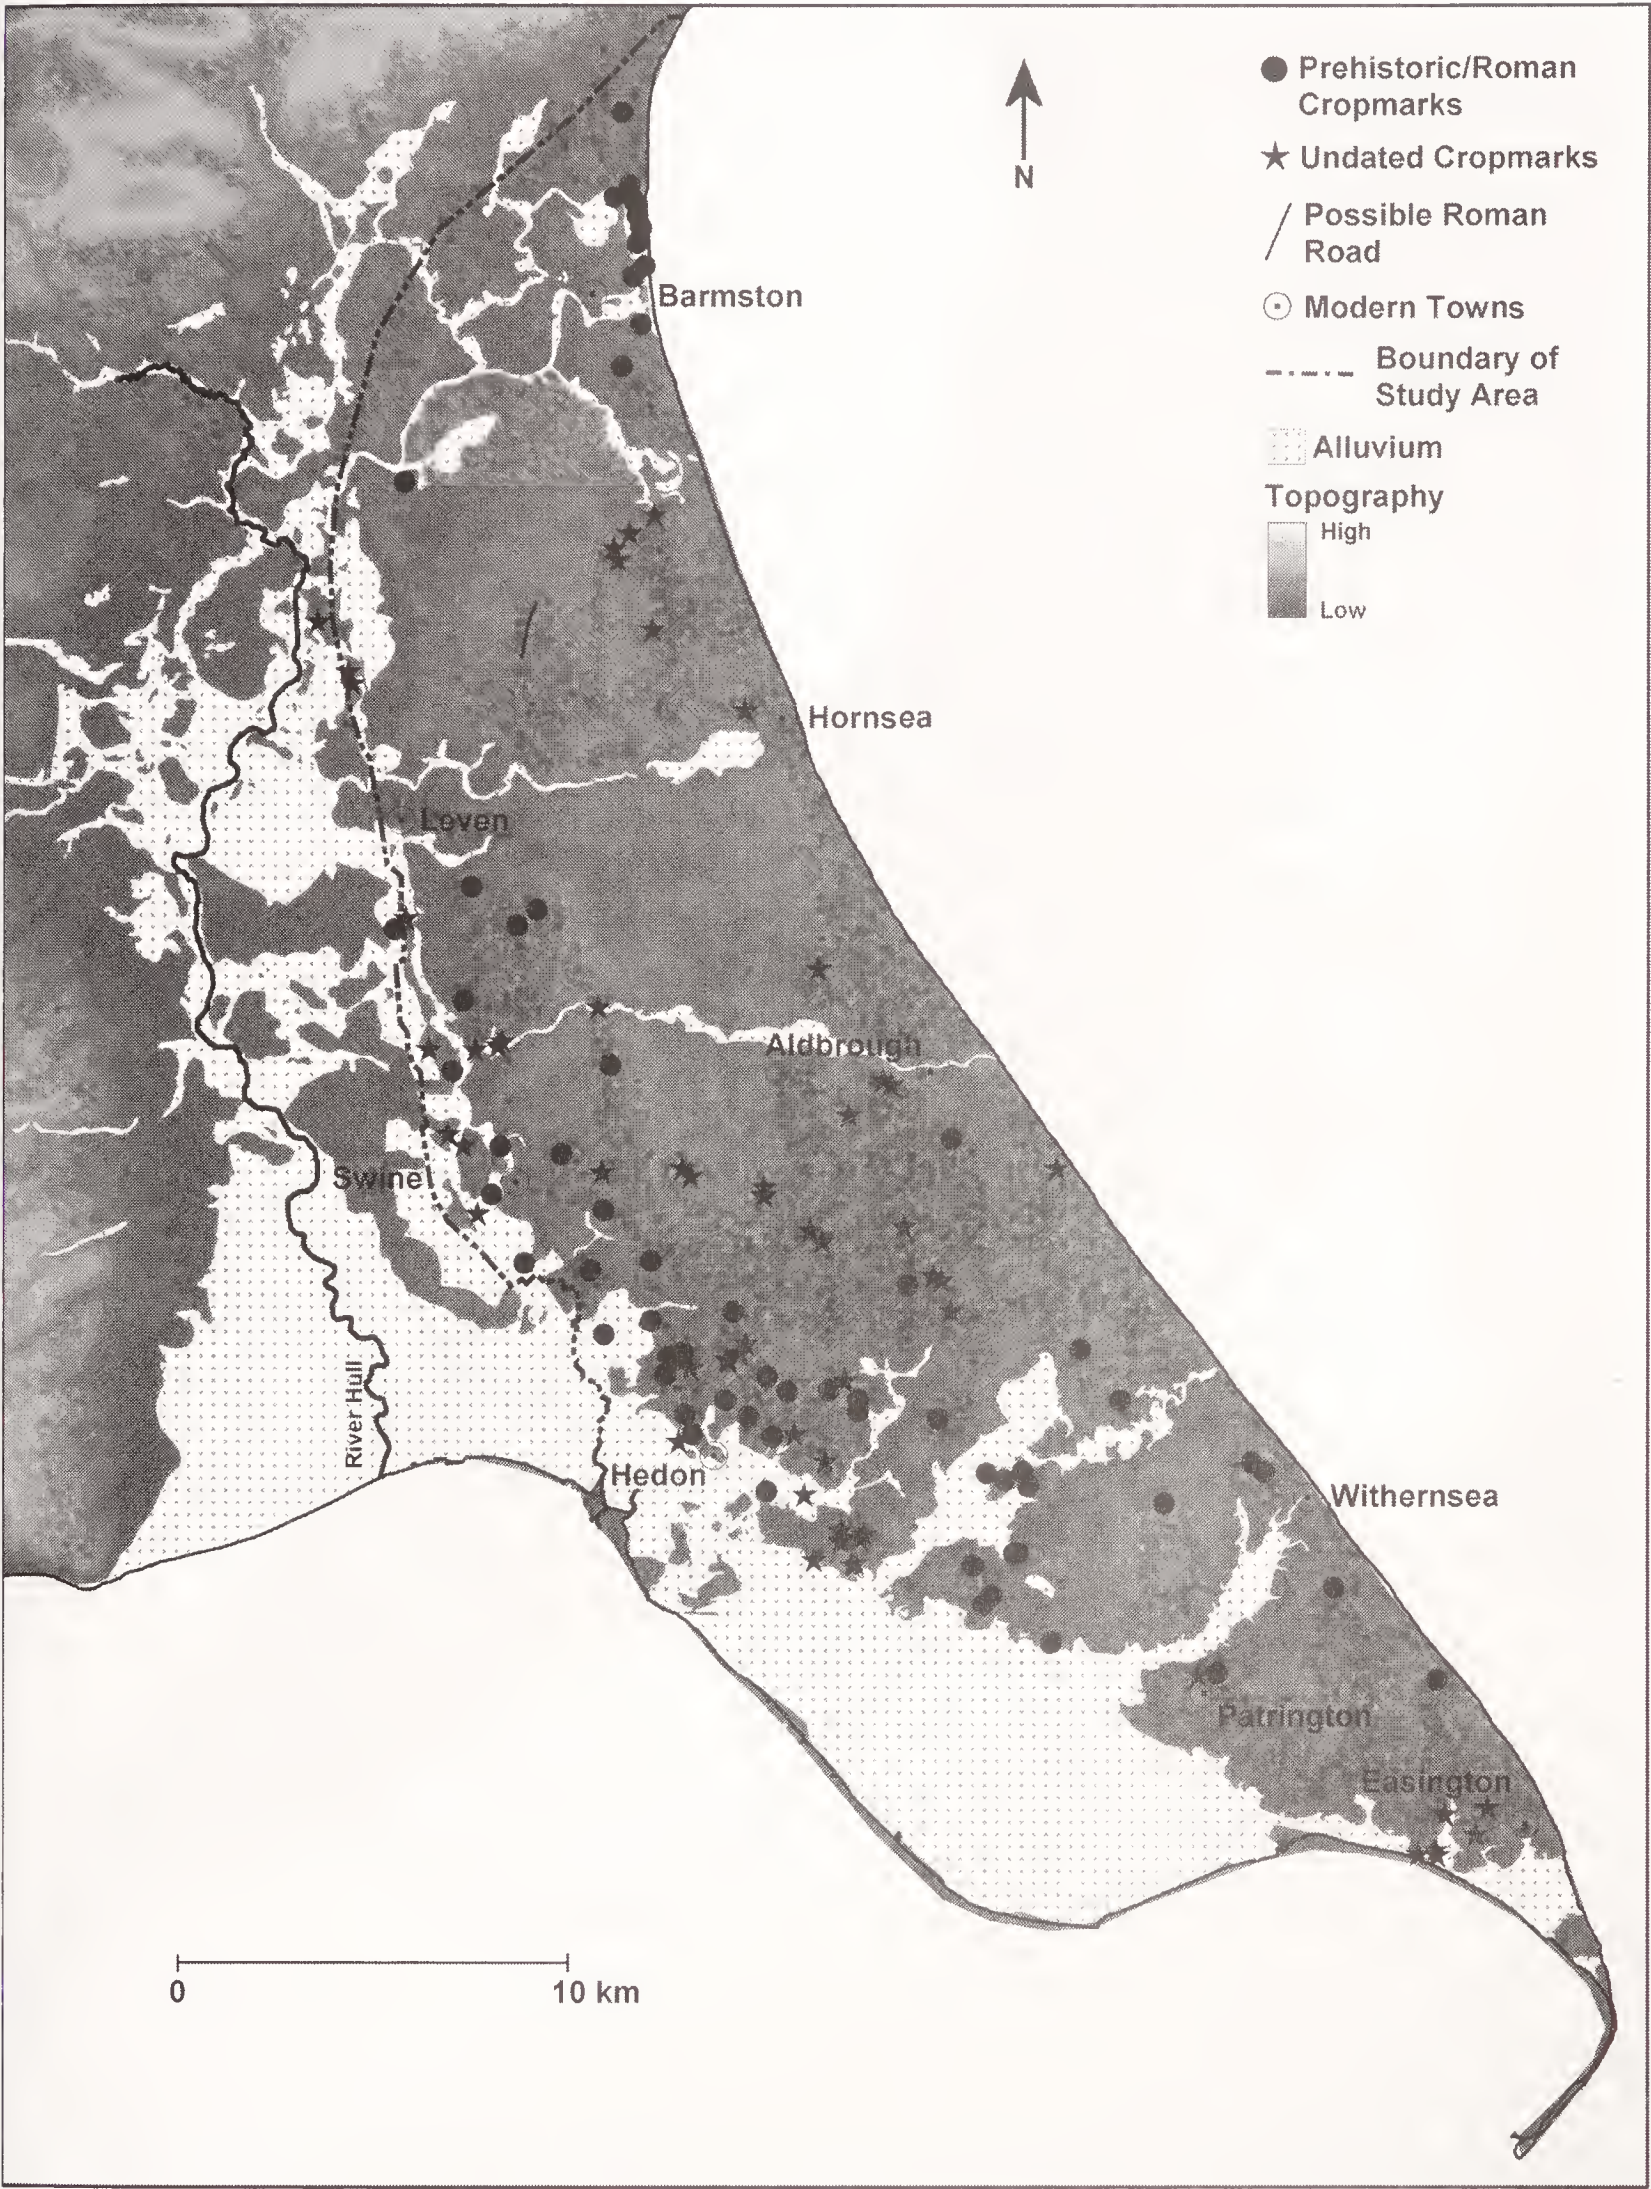 Prehistoric/Roman
Cropmarks
Undated Cropmarks
Possible Roman
Road
Modern Towns
Boundary of
Study Area
Alluvium
Topography
High
Low
N
Barmston
Hornsea
Leven
Aldbrough
Swine
River Hull
Hedon
Withernsea
Patrington
Easington
0
10 km